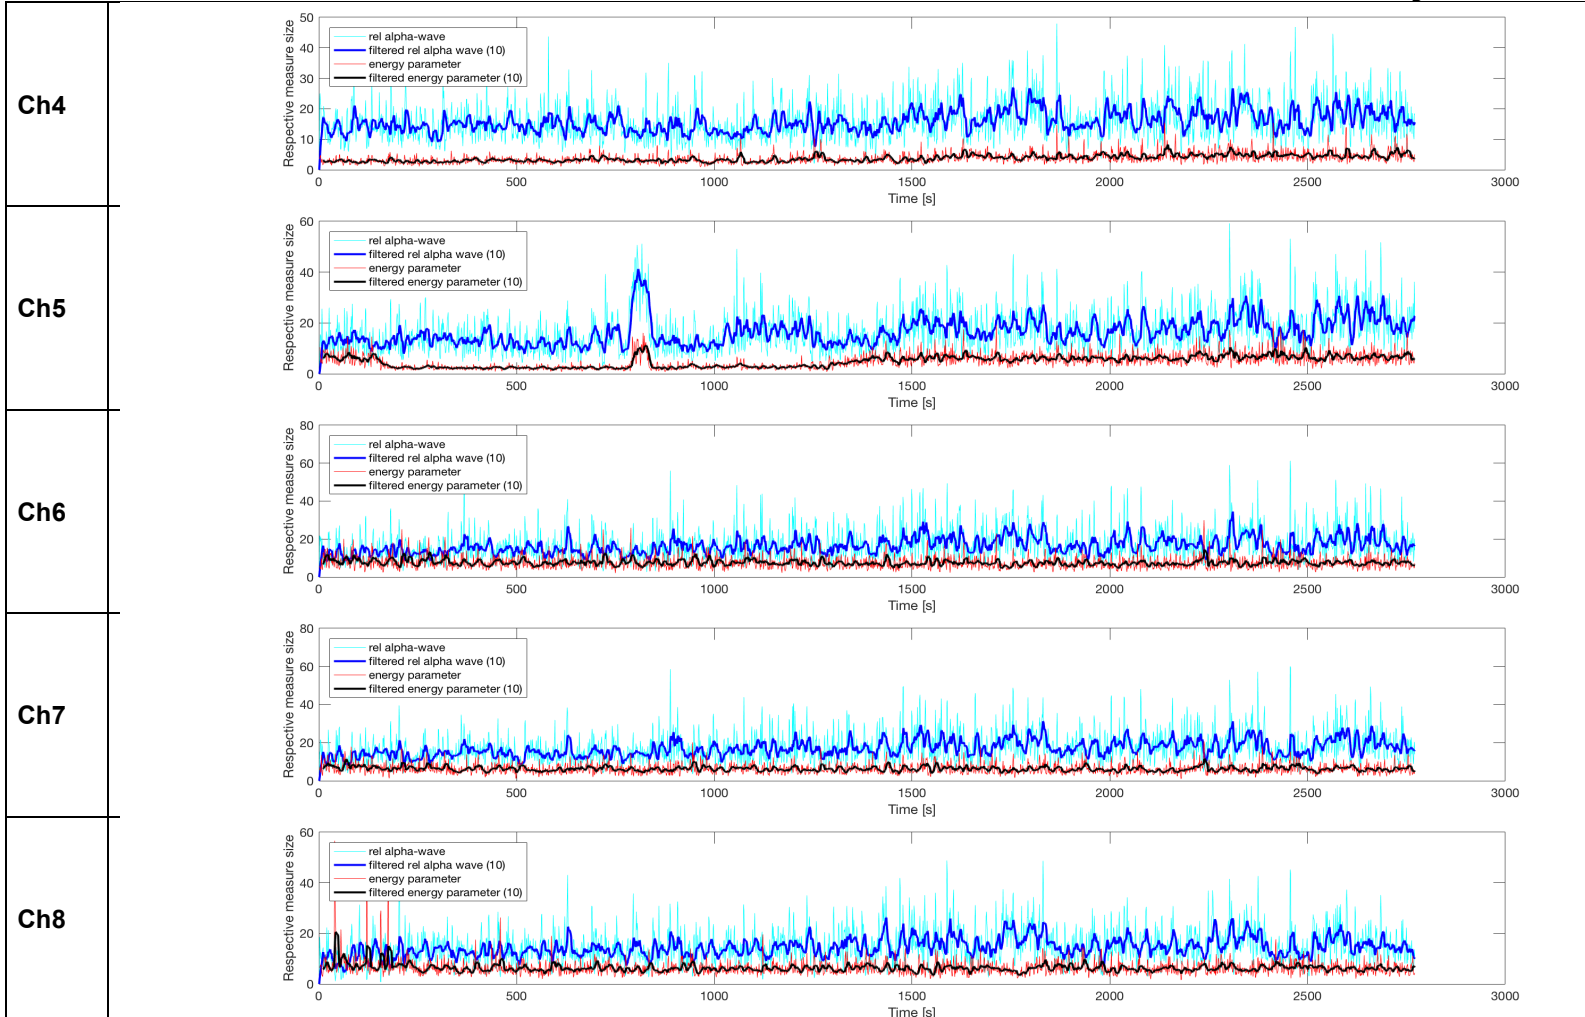 Ch4
Respective measure size
50
40
30
20
10
0
rel alpha-wave
filtered rel alpha wave (10)
energy parameter
filtered energy parameter (10)
0 500 1000 1500 2000 2500 3000
Time [s]
Ch5
Respective measure size
60
40
20
0
rel alpha-wave
filtered rel alpha wave (10)
energy parameter
filtered energy parameter (10)
0 500 1000 1500 2000 2500 3000
Time [s]
Ch6
Respective measure size
80
60
40
20
0
rel alpha-wave
filtered rel alpha wave (10)
energy parameter
filtered energy parameter (10)
0 500 1000 1500 2000 2500 3000
Time [s]
Ch7
Respective measure size
80
60
40
20
0
rel alpha-wave
filtered rel alpha wave (10)
energy parameter
filtered energy parameter (10)
0 500 1000 1500 2000 2500 3000
Time [s]
Ch8
Respective measure size
60
40
20
0
rel alpha-wave
filtered rel alpha wave (10)
energy parameter
filtered energy parameter (10)
0 500 1000 1500 2000 2500 3000
Time [s]